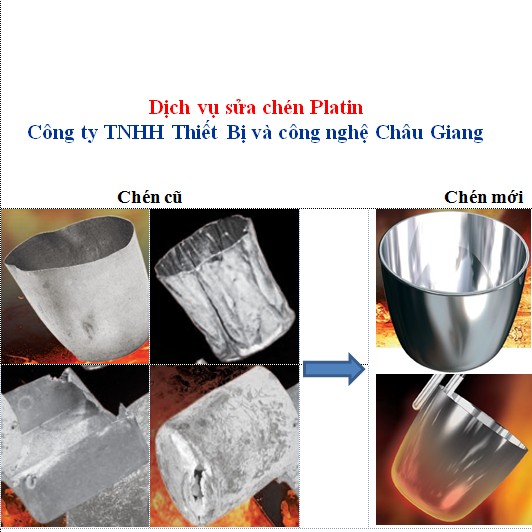 Dịch vụ sửa chén Platin
Công ty TNHH Thiết Bị và công nghệ Châu Giang
Chén cũ
Chén mới